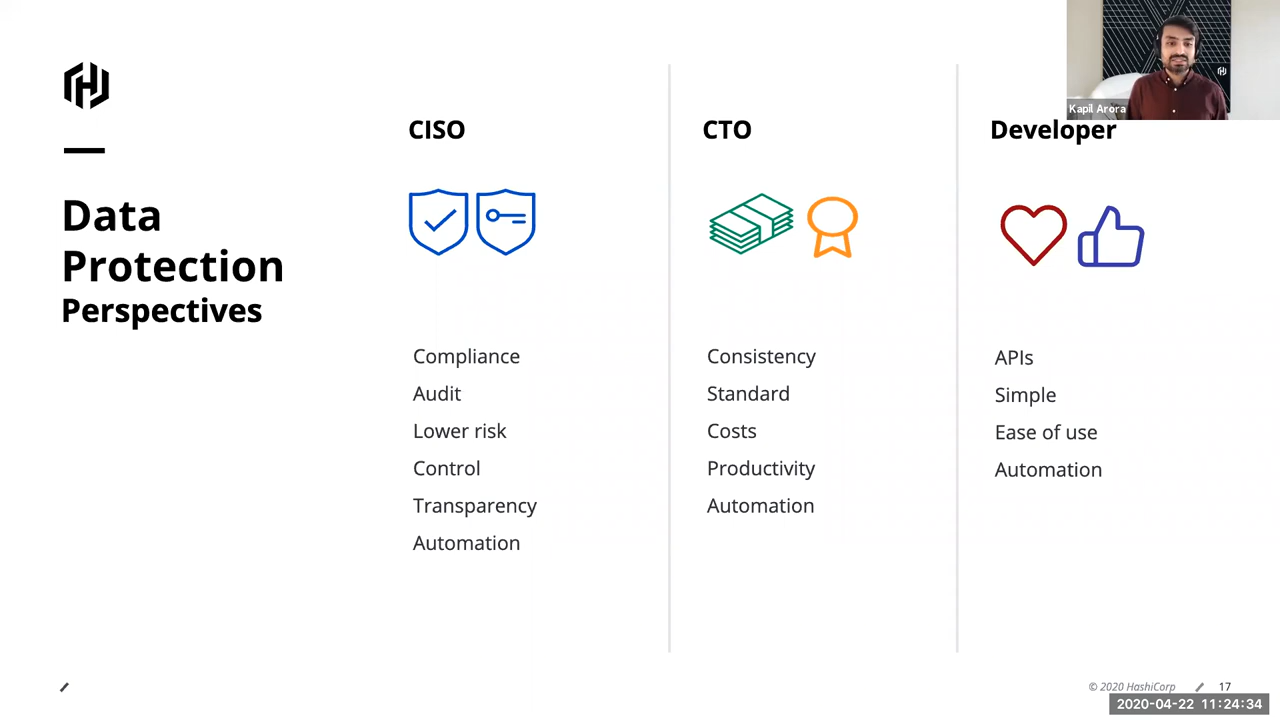 Kapil Arora
Data
Protection
Perspectives
CISO
Compliance
Audit
Lower risk
Control
Transparency
Automation
CTO
Consistency
Standard
Costs
Productivity
Automation
Developer
APIs
Simple
Ease of use
Automation
© 2020 HashiCorp
17
2020-04-22 11:24:34